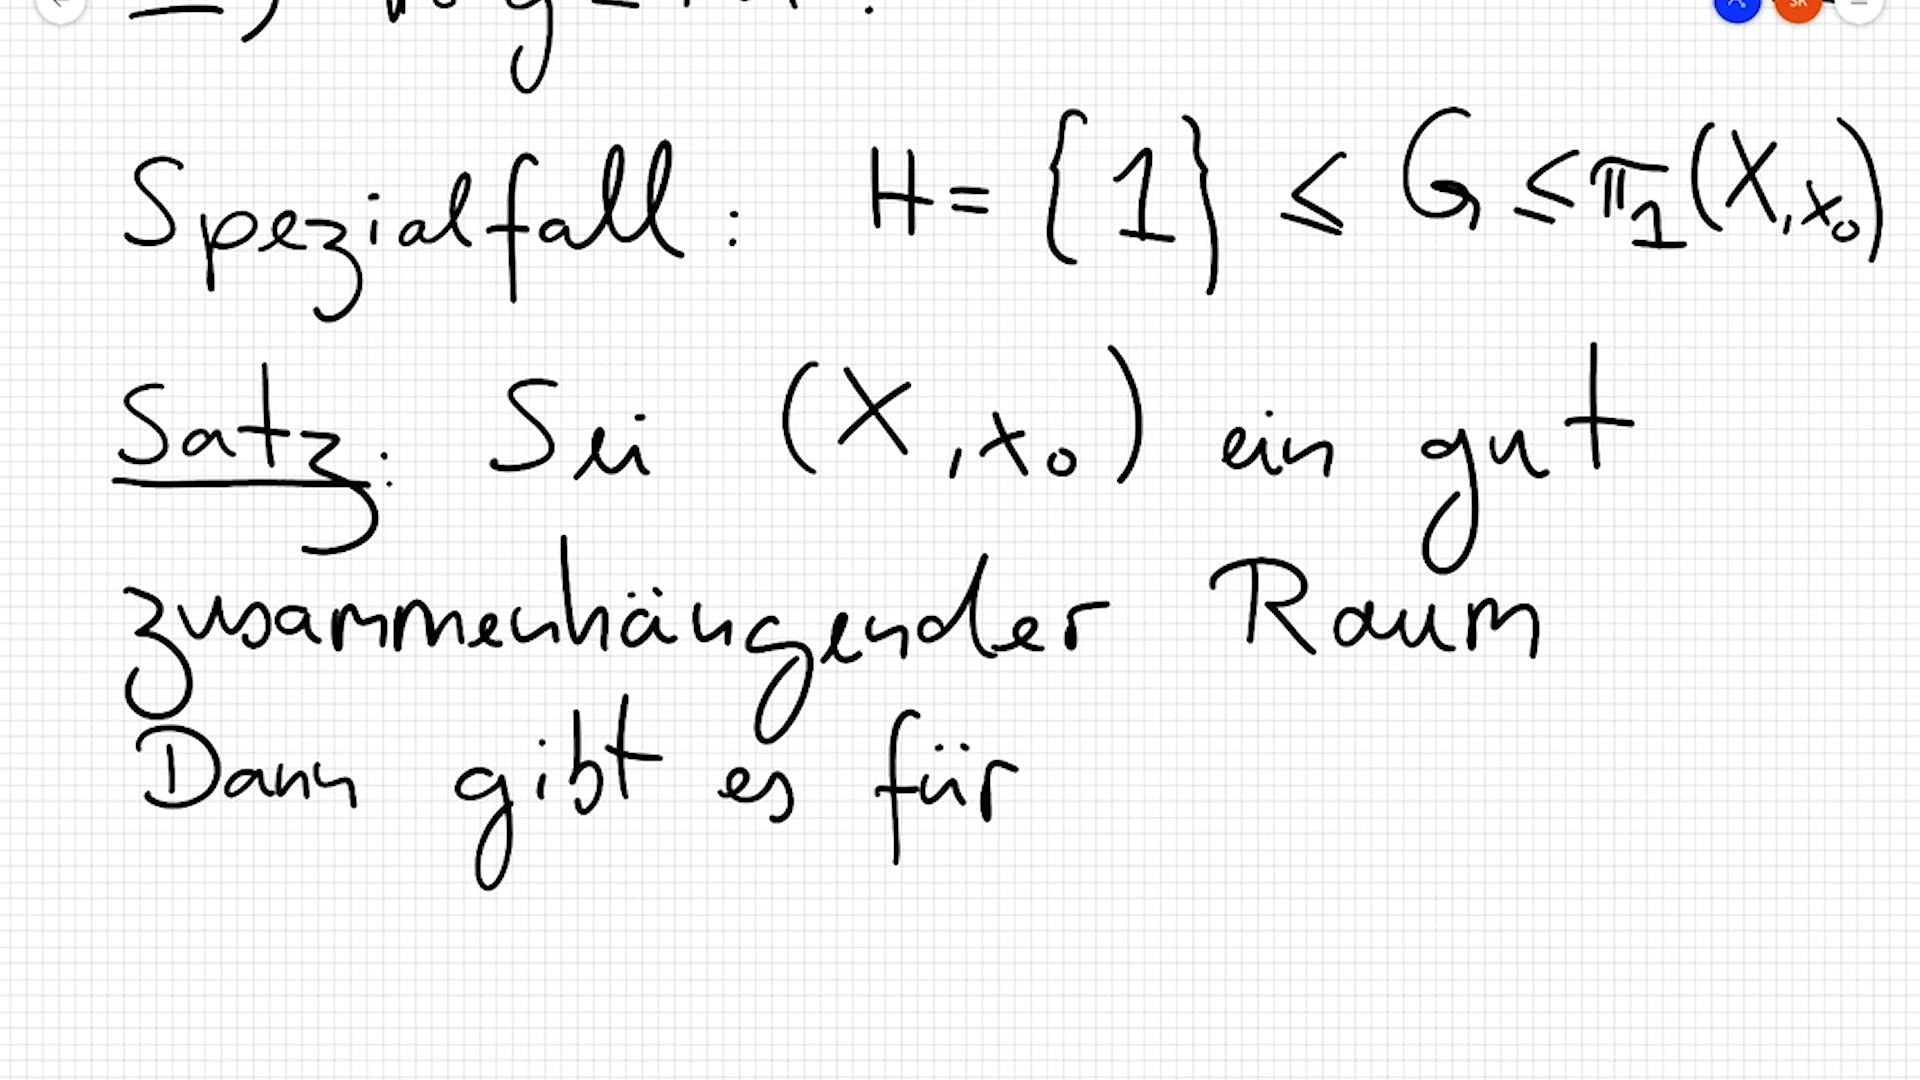 Spezialfall: H = {1} ≤ G ≤ π₁(X, x₀)
Satz: Sei (X, x₀) ein gut
zusammenhängender Raum
Dann gibt es für